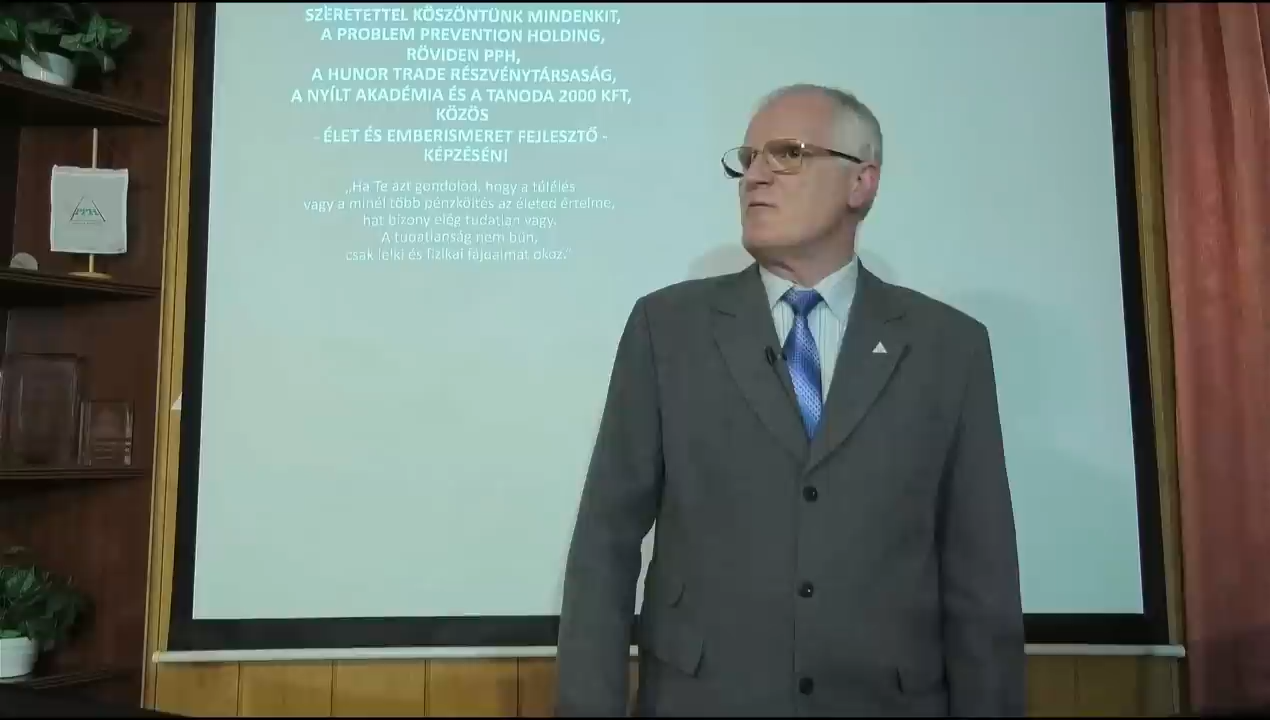 SZERETETTEL KÖSZÖNTÜNK MINDENKIT,
A PROBLEM PREVENTION HOLDING,
RÖVIDEN PPH,
A HUNOR TRADE RÉSZVÉNYTÁRSASÁG,
A NYÍLT AKADÉMIA ÉS A TANODA 2000 KFT,
KÖZÖS
- ÉLET ÉS EMBERISMERET FEJLESZTŐ -
KÉPZÉSÉN!
„Ha Te azt gondolod, hogy a túlélés
vagy a minél több pénzköltés az életed értelme,
hát bizony elég tudatlan vagy.
A tudatlanság nem bűn,
csak lelki és fizikai fájdalmat okoz."
PPH